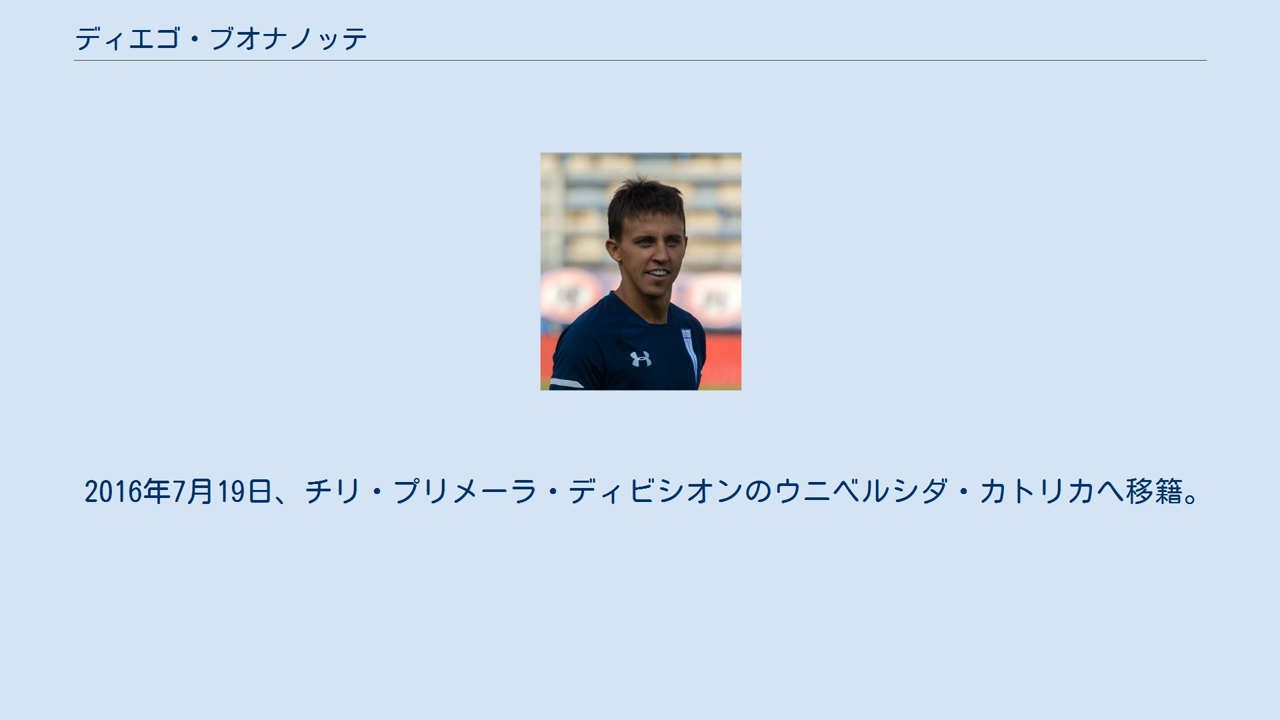 ディエゴ・ブオナノッテ
2016年7月19日、チリ・プリメーラ・ディビシオンのウニベルシダ・カトリカへ移籍。